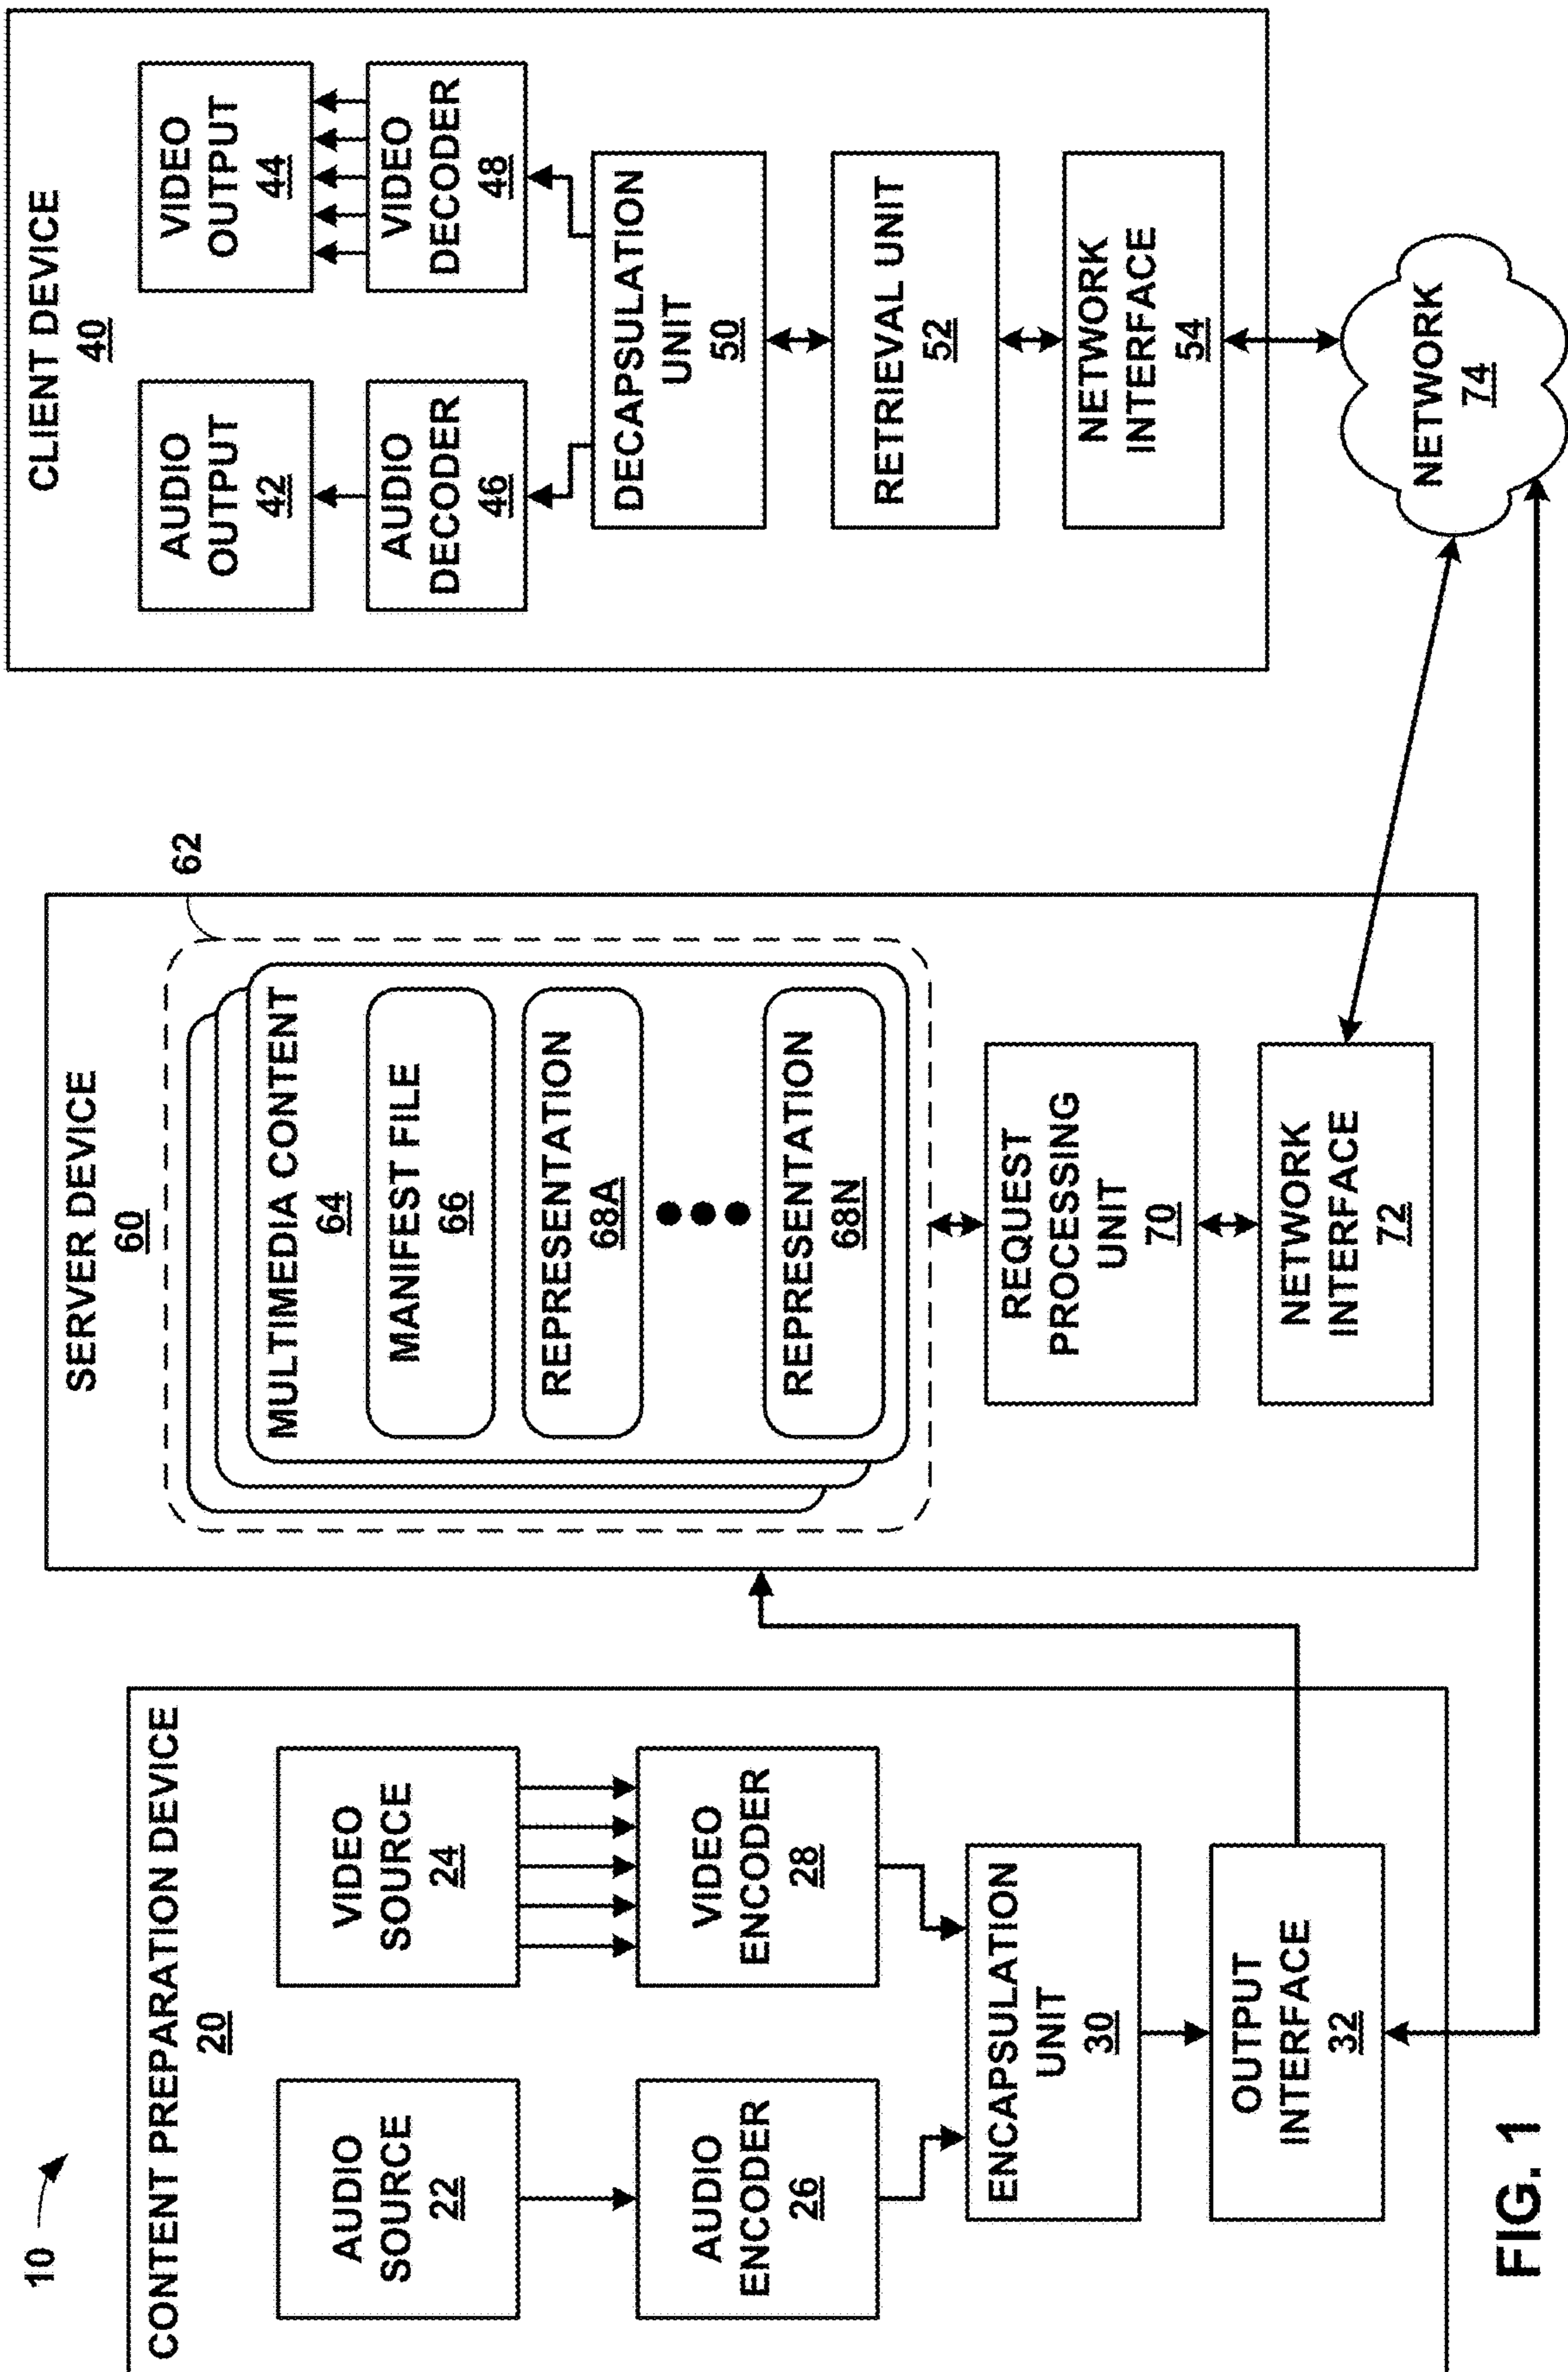 10
CONTENT PREPARATION DEVICE
20
AUDIO
SOURCE
22
VIDEO
SOURCE
24
AUDIO
ENCODER
26
VIDEO
ENCODER
28
ENCAPSULATION
UNIT
30
OUTPUT
INTERFACE
32
SERVER DEVICE
60
62
MULTIMEDIA CONTENT
64
MANIFEST FILE
66
REPRESENTATION
68A
REPRESENTATION
68N
REQUEST
PROCESSING
UNIT
70
NETWORK
INTERFACE
72
CLIENT DEVICE
40
AUDIO
OUTPUT
42
VIDEO
OUTPUT
44
AUDIO
DECODER
46
VIDEO
DECODER
48
DECAPSULATION
UNIT
50
RETRIEVAL UNIT
52
NETWORK
INTERFACE
54
NETWORK
74
FIG. 1